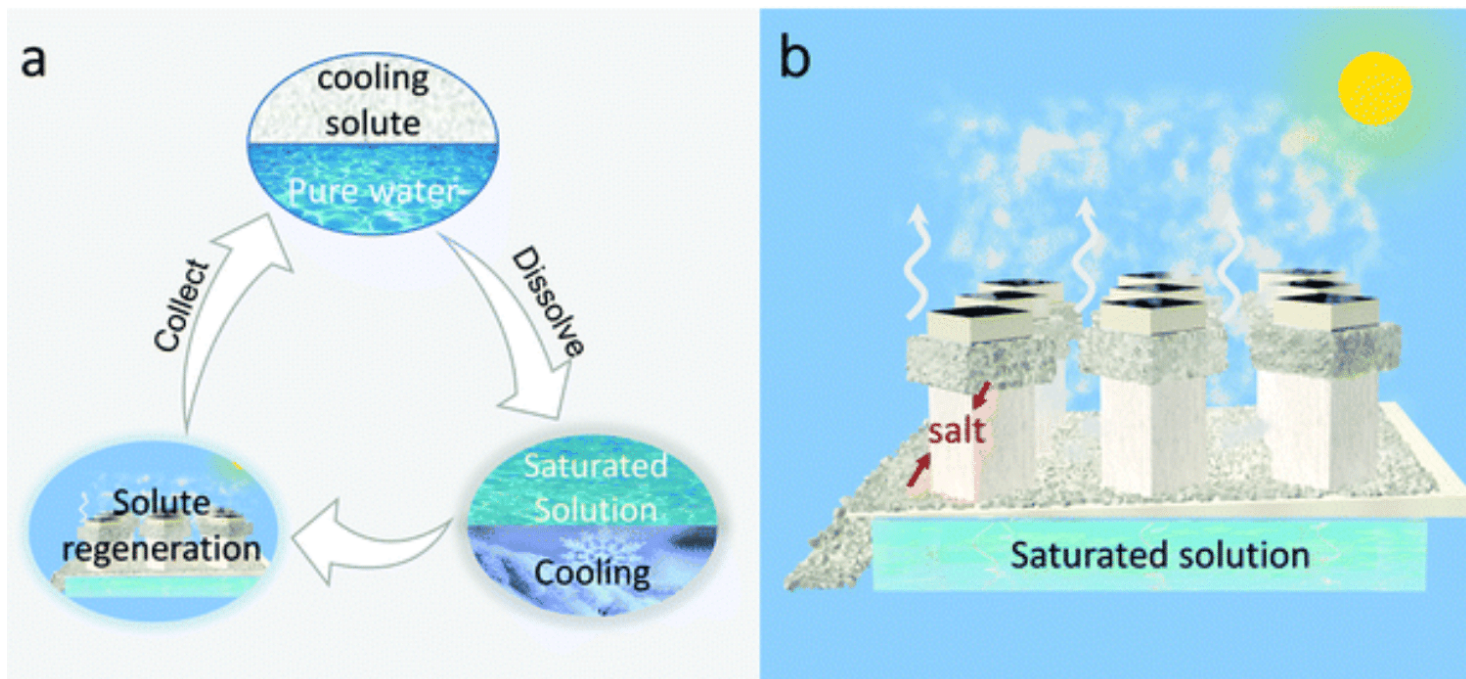 a
cooling
solute
Pure water
Dissolve
Collect
Saturated
Solution
Cooling
Solute
regeneration
b
salt
Saturated solution